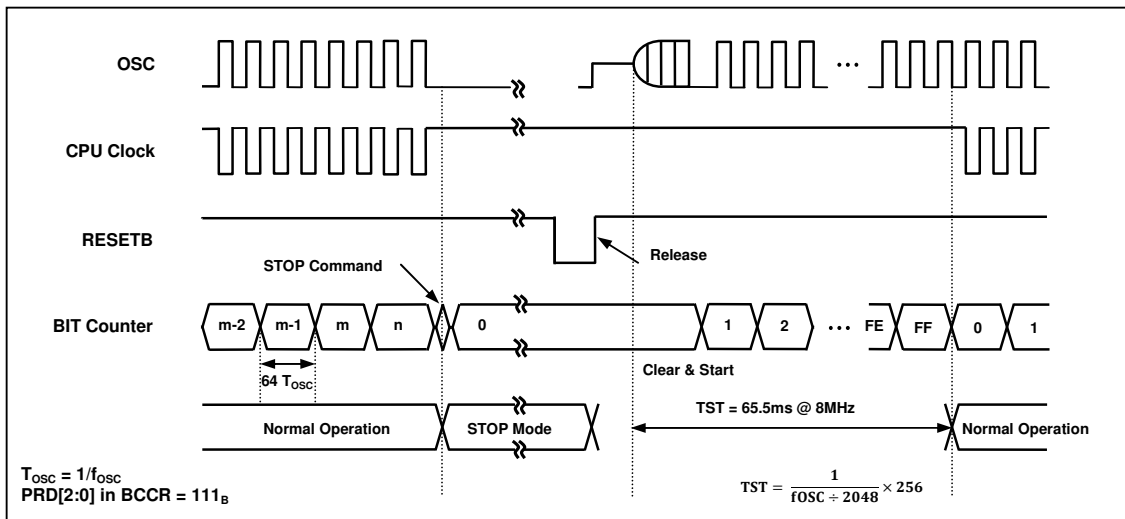 OSC
...
CPU Clock
RESETB
Release
STOP Command
BIT Counter
m-2 m-1 m n 0 1 2 ... FE FF 0 1
64 TOSC
Clear & Start
TST = 65.5ms @ 8MHz
Normal Operation STOP Mode Normal Operation
TOSC = 1/fOSC
PRD[2:0] in BCCR = 111B
TST = 1 / (fOSC ÷ 2048) × 256